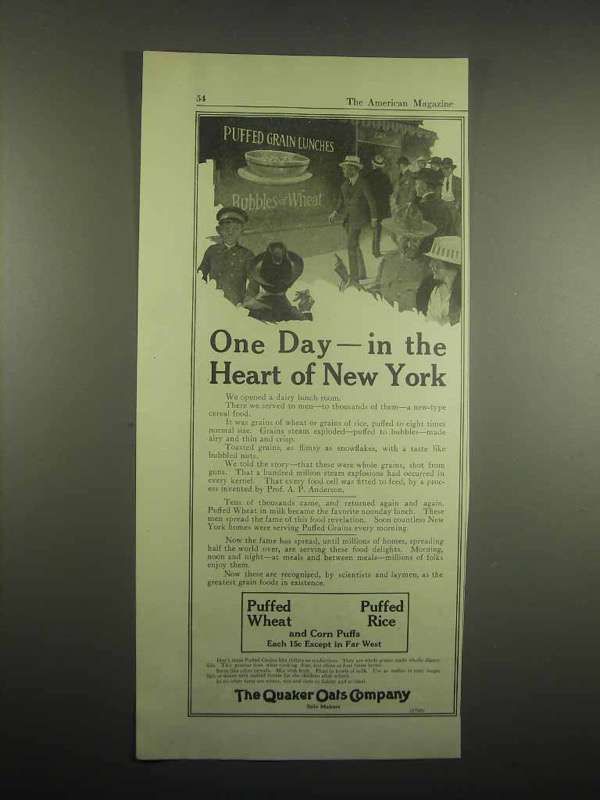 54
The American Magazine
PUFFED GRAIN LUNCHES
Bubbles of Wheat
One Day — in the
Heart of New York
We opened a dairy lunch room.
There we served to men—to thousands of them—a new-type
cereal food.
It was grains of wheat or grains of rice, puffed to eight times
normal size. Grains steam exploded—puffed to bubbles—made
airy and thin and crisp.
Toasted grains, as flimsy as snowflakes, with a taste like
bubbled nuts.
We told the story—that these were whole grains, shot from
guns. That a hundred million steam explosions had occurred in
every kernel. That every food cell was fitted to feed, by a proc-
ess invented by Prof. A. P. Anderson.
Tens of thousands came, and returned again and again.
Puffed Wheat in milk became the favorite noonday lunch. These
men spread the fame of this food revelation. Soon countless New
York homes were serving Puffed Grains every morning.
Now the fame has spread, until millions of homes, spreading
half the world over, are serving these food delights. Morning,
noon and night—at meals and between meals—millions of folks
enjoy them.
Now these are recognized, by scientists and laymen, as the
greatest grain foods in existence.
Puffed Puffed
Wheat Rice
and Corn Puffs
Each 15c Except in Far West
The Quaker Oats Company
Sole Makers